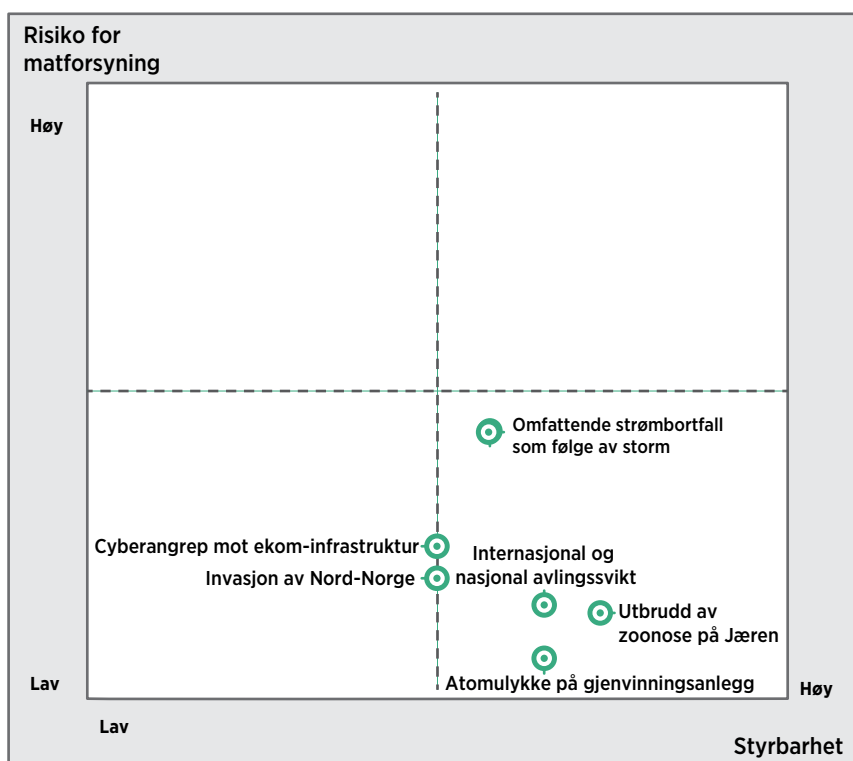 Risiko for
matforsyning
Høy
Omfattende strømbortfall
som følge av storm
Cyberangrep mot ekom-infrastruktur
Internasjonal og
nasjonal avlingssvikt
Invasjon av Nord-Norge
Utbrudd av
zoonose på Jæren
Atomulykke på gjenvinningsanlegg
Lav
Høy
Lav
Styrbarhet